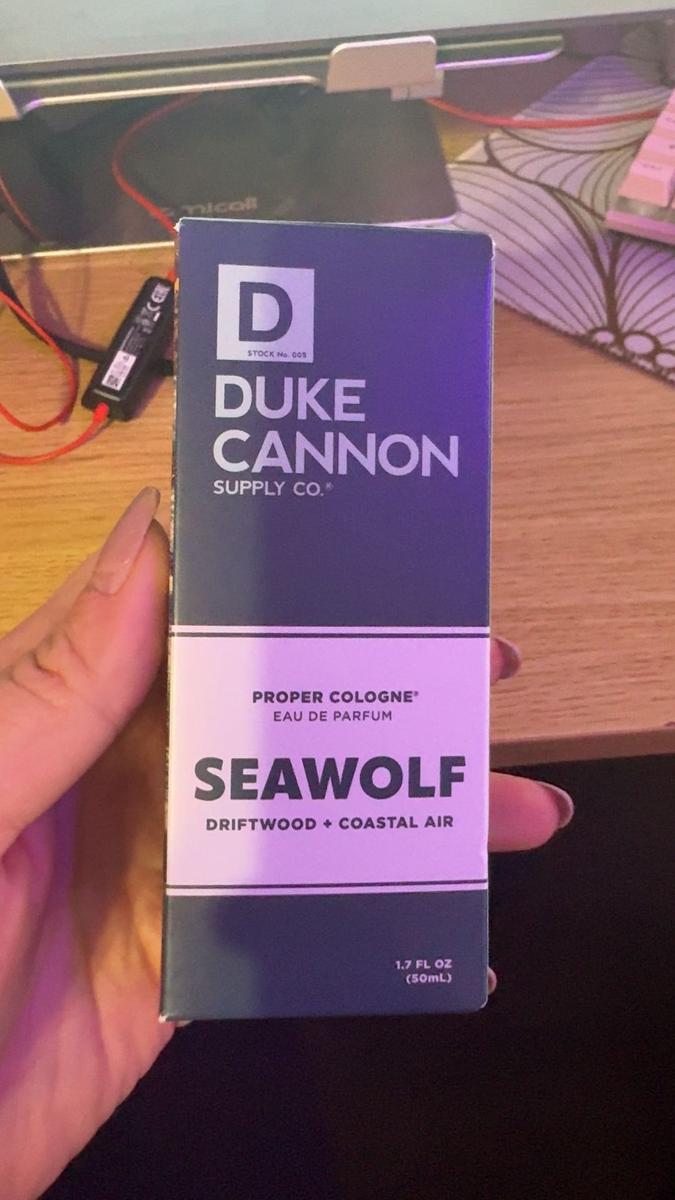 D
STOCK No. 005
DUKE
CANNON
SUPPLY CO.®
PROPER COLOGNE®
EAU DE PARFUM
SEAWOLF
DRIFTWOOD + COASTAL AIR
1.7 FL OZ
(50mL)